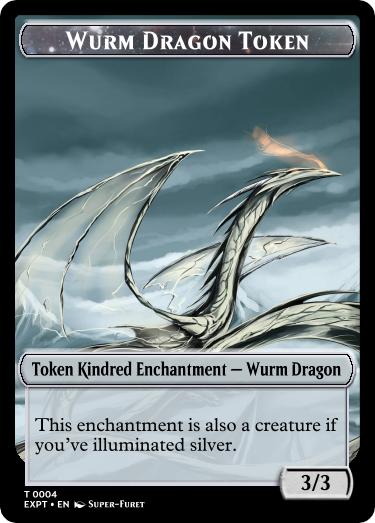 Wurm Dragon Token
Token Kindred Enchantment — Wurm Dragon
This enchantment is also a creature if
you've illuminated silver.
3/3
T 0004
EXPT • EN Super-Furet